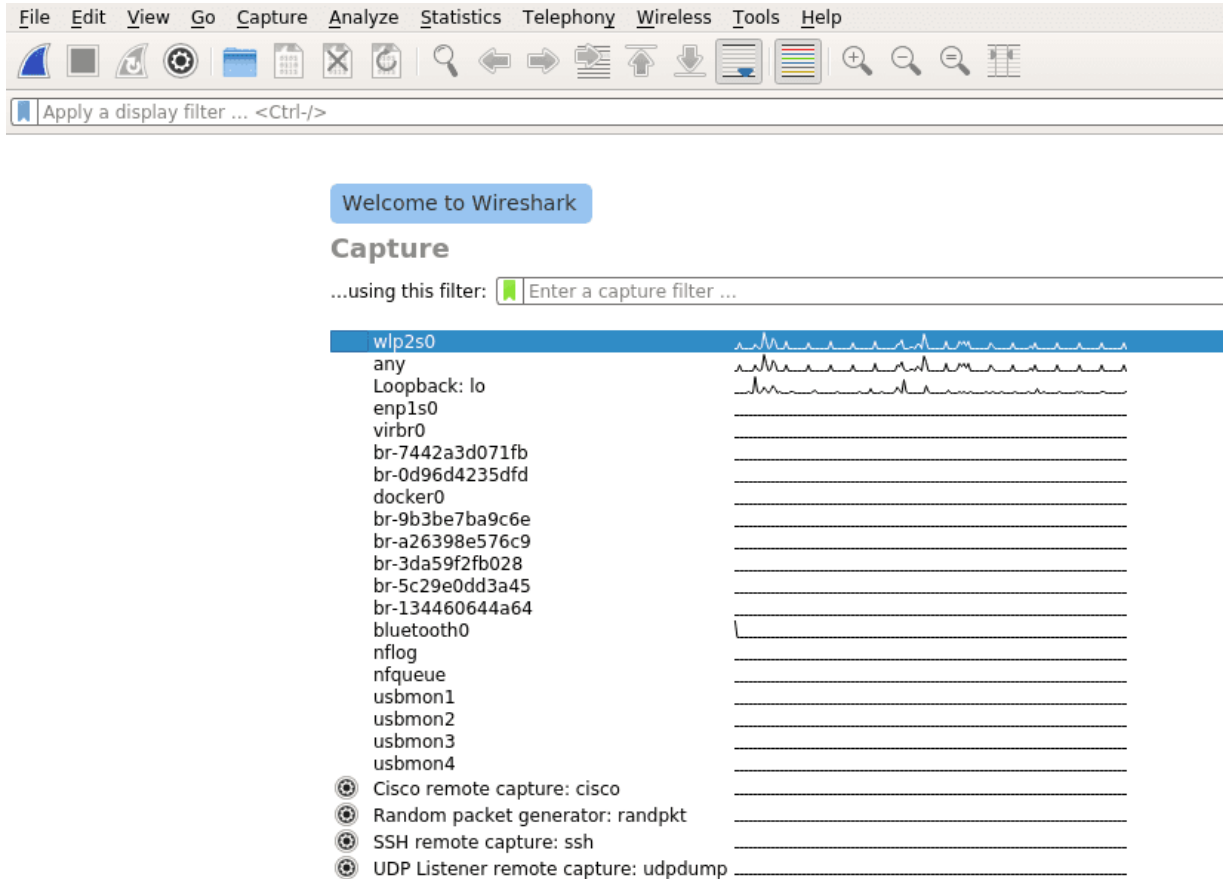 File Edit View Go Capture Analyze Statistics Telephony Wireless Tools Help
Apply a display filter ... <Ctrl-/>
Welcome to Wireshark
Capture
...using this filter: Enter a capture filter ...
wlp2s0
any
Loopback: lo
enp1s0
virbr0
br-7442a3d071fb
br-0d96d4235dfd
docker0
br-9b3be7ba9c6e
br-a26398e576c9
br-3da59f2fb028
br-5c29e0dd3a45
br-134460644a64
bluetooth0
nflog
nfqueue
usbmon1
usbmon2
usbmon3
usbmon4
Cisco remote capture: cisco
Random packet generator: randpkt
SSH remote capture: ssh
UDP Listener remote capture: udpdump